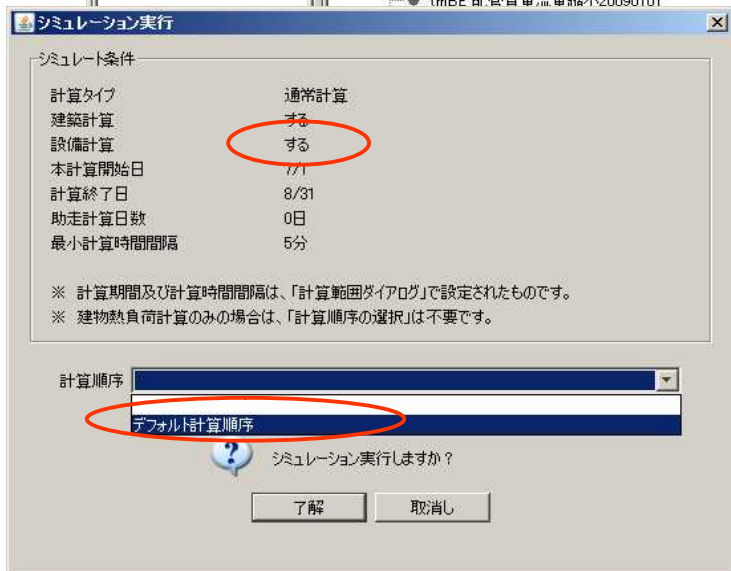 シミュレーション実行
シミュレート条件
計算タイプ 通常計算
建築計算 する
設備計算 する
本計算開始日 7/1
計算終了日 8/31
助走計算日数 0日
最小計算時間間隔 5分
※ 計算期間及び計算時間間隔は、「計算範囲ダイアログ」で設定されたものです。
※ 建物熱負荷計算のみの場合は、「計算順序の選択」は不要です。
計算順序
デフォルト計算順序
シミュレーション実行しますか？
了解 取消し